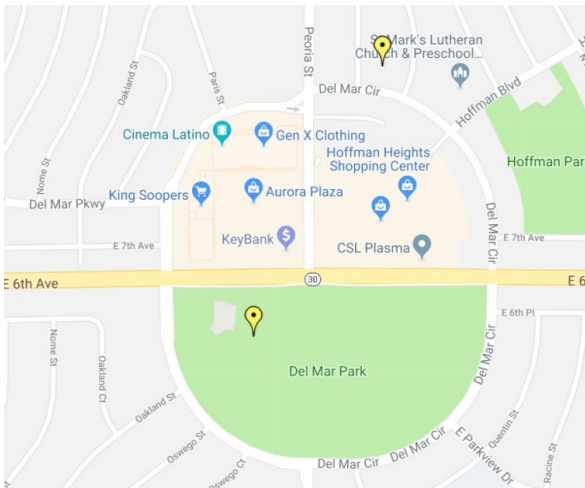 St Mark's Lutheran
Church & Preschool...
Peoria St
Oakland St
Paris St
Del Mar Cir
Hoffman Blvd
Nome St
Cinema Latino
Gen X Clothing
Hoffman Heights
Shopping Center
Hoffman Par
King Soopers
Aurora Plaza
Del Mar Pkwy
Del Mar Cir
E 7th Ave
KeyBank
$
CSL Plasma
E 7th Ave
E 6th Ave
30
E 6
E 6th Pl
Nome St
Oakland Ct
Del Mar Park
Del Mar Cir
Oakland St
Oswego St
Oswego Ct
Del Mar Cir
Del Mar Cir
Quentin St
E Parkview Dr
Racine St